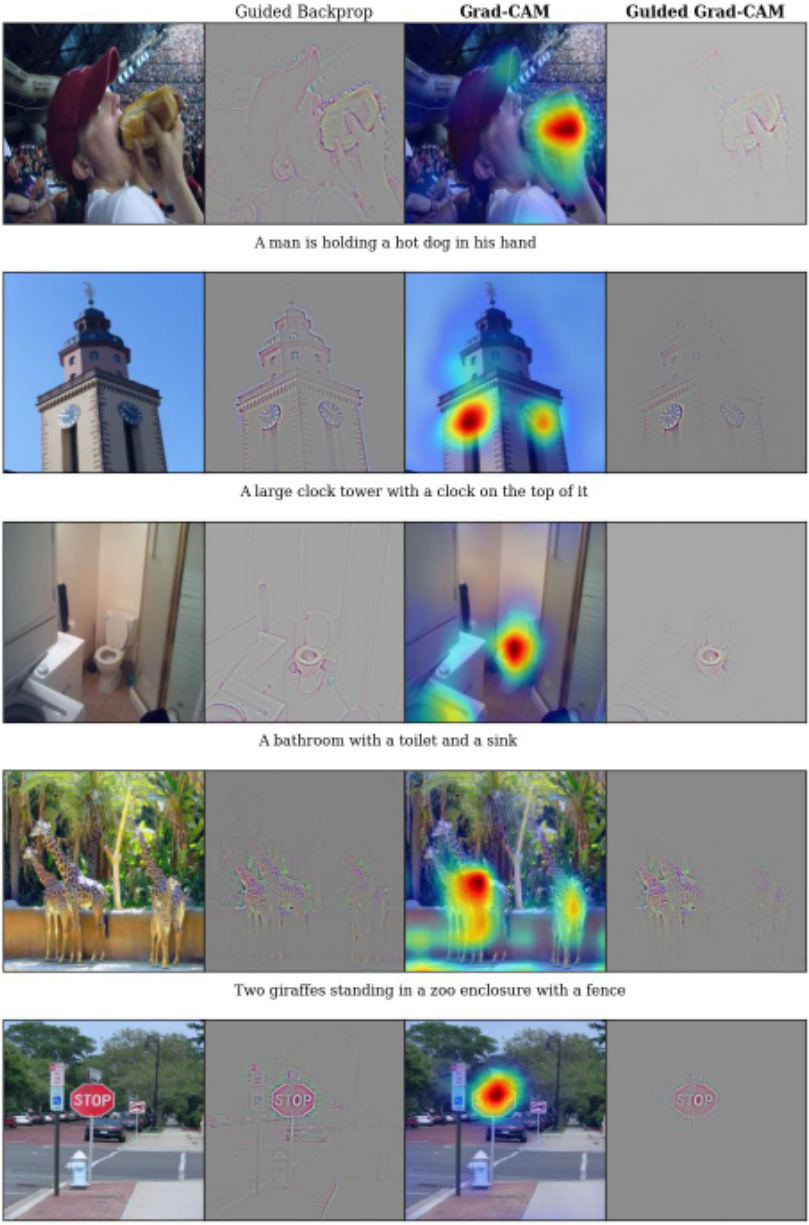 Guided Backprop
Grad-CAM
Guided Grad-CAM
A man is holding a hot dog in his hand
A large clock tower with a clock on the top of it
A bathroom with a toilet and a sink
Two giraffes standing in a zoo enclosure with a fence
STOP
STOP
STOP